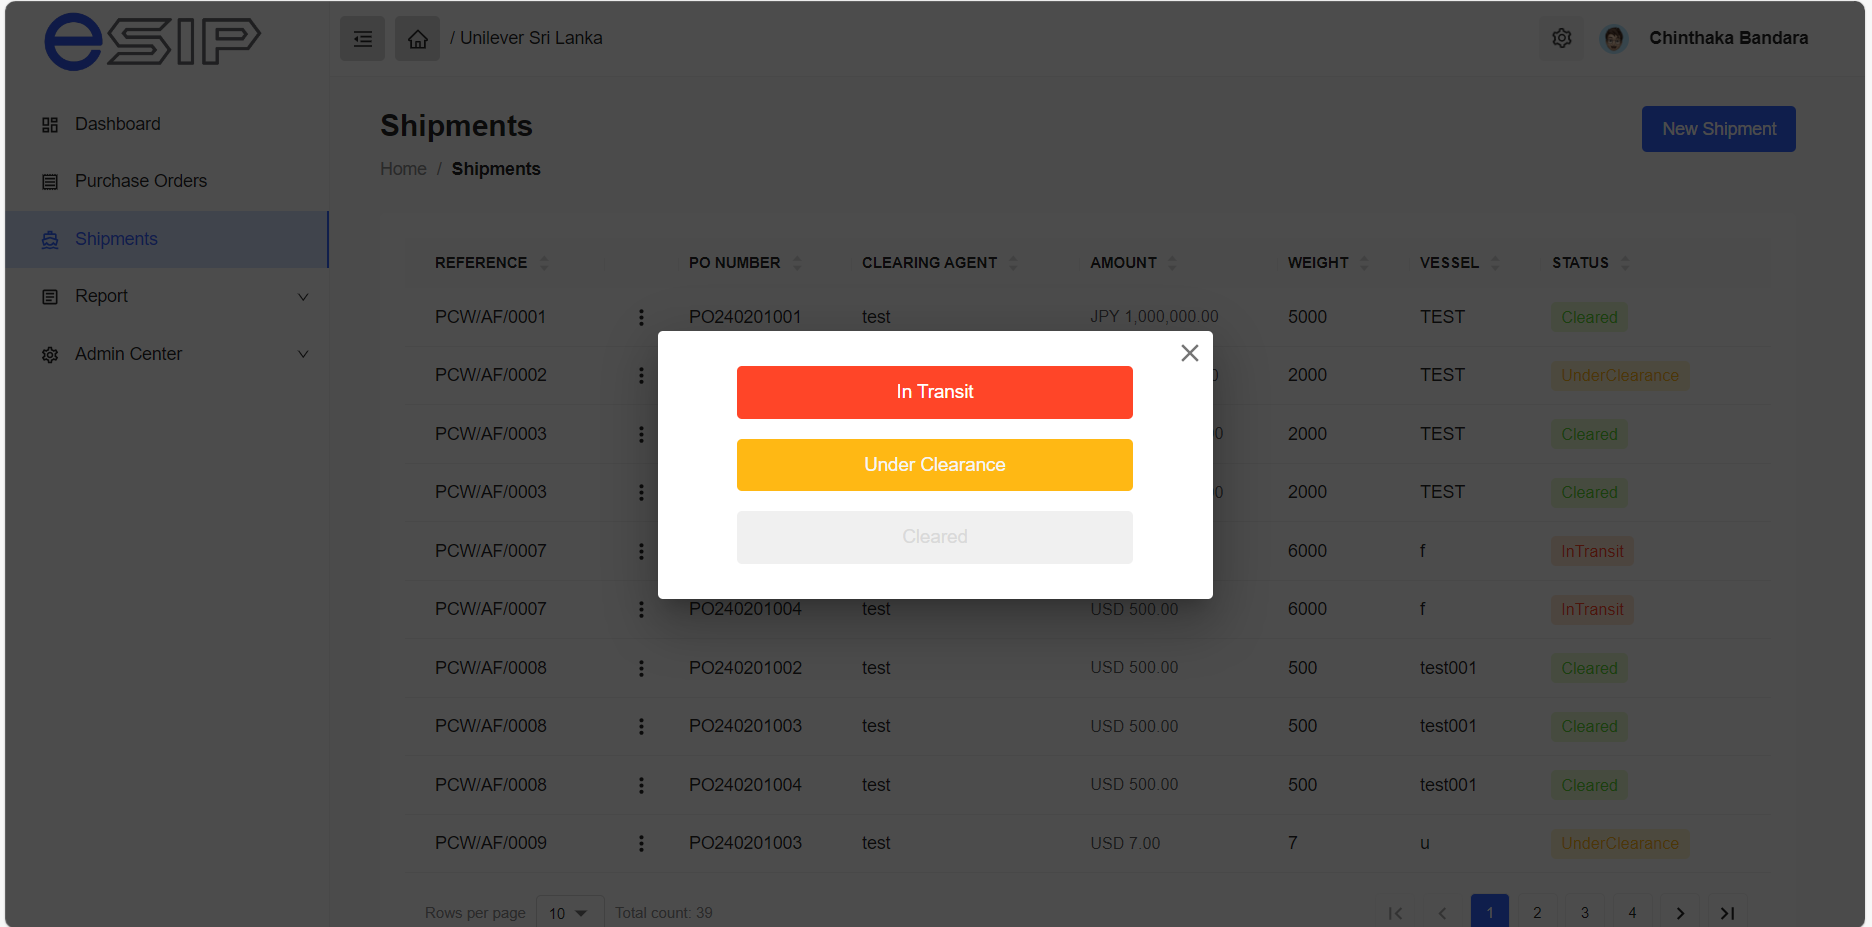 eSIP
/ Unilever Sri Lanka
Chinthaka Bandara
Dashboard
Purchase Orders
Shipments
Report
Admin Center
Shipments
New Shipment
Home / Shipments
REFERENCE PO NUMBER CLEARING AGENT AMOUNT WEIGHT VESSEL STATUS
PCW/AF/0001 PO240201001 test JPY 1,000,000.00 5000 TEST Cleared
PCW/AF/0002 2000 TEST UnderClearance
PCW/AF/0003 2000 TEST Cleared
PCW/AF/0003 2000 TEST Cleared
PCW/AF/0007 6000 f InTransit
PCW/AF/0007 PO240201004 test USD 500.00 6000 f InTransit
PCW/AF/0008 PO240201002 test USD 500.00 500 test001 Cleared
PCW/AF/0008 PO240201003 test USD 500.00 500 test001 Cleared
PCW/AF/0008 PO240201004 test USD 500.00 500 test001 Cleared
PCW/AF/0009 PO240201003 test USD 7.00 7 u UnderClearance
In Transit
Under Clearance
Cleared
Rows per page 10 Total count: 39 1 2 3 4